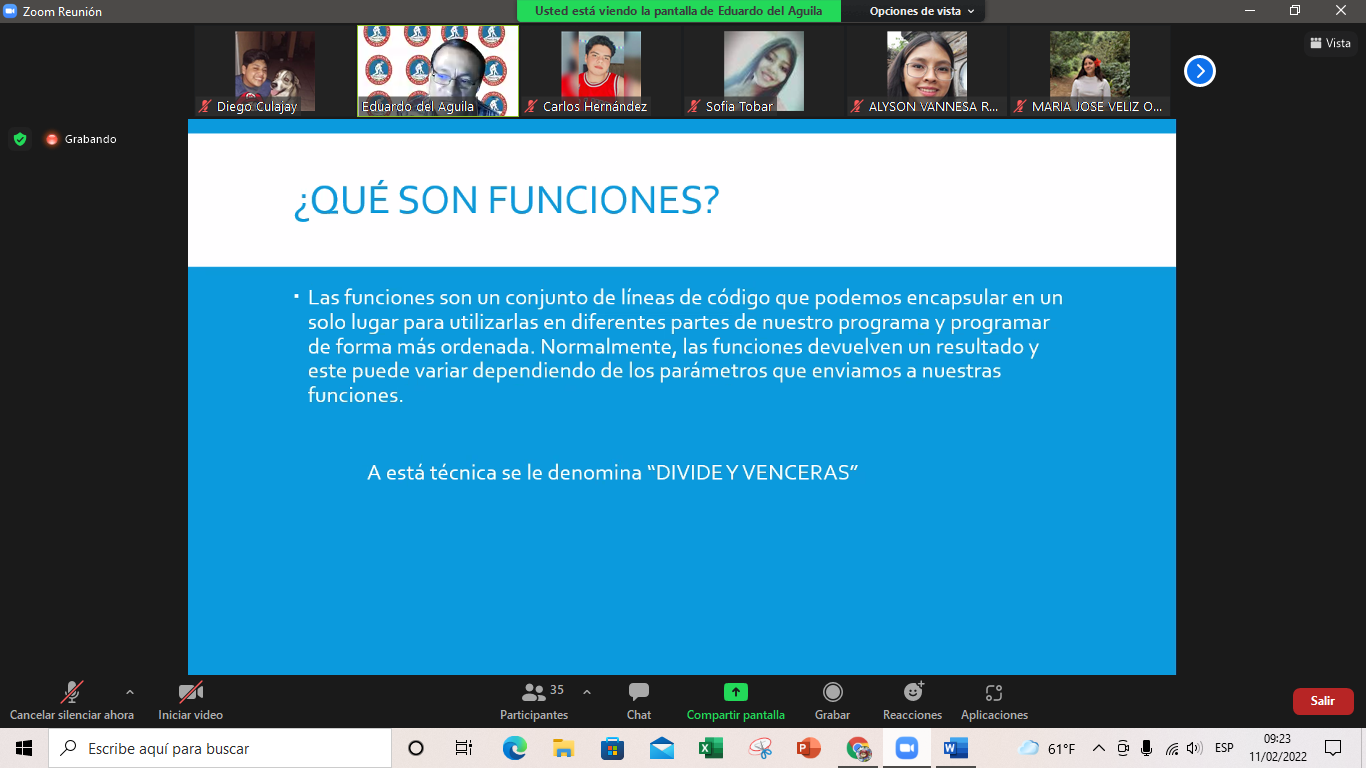 Zoom Reunión
Usted está viendo la pantalla de Eduardo del Aguila
Opciones de vista
Vista
Diego Culajay
Eduardo del Aguila
Carlos Hernández
Sofia Tobar
ALYSON VANNESA R...
MARIA JOSE VELIZ O...
Grabando
¿QUÉ SON FUNCIONES?
▪ Las funciones son un conjunto de líneas de código que podemos encapsular en un
solo lugar para utilizarlas en diferentes partes de nuestro programa y programar
de forma más ordenada. Normalmente, las funciones devuelven un resultado y
este puede variar dependiendo de los parámetros que enviamos a nuestras
funciones.
A está técnica se le denomina “DIVIDE Y VENCERAS”
Cancelar silenciar ahora
Iniciar video
35
Participantes
Chat
Compartir pantalla
Grabar
Reacciones
Aplicaciones
Salir
Escribe aquí para buscar
61°F
ESP
09:23
11/02/2022